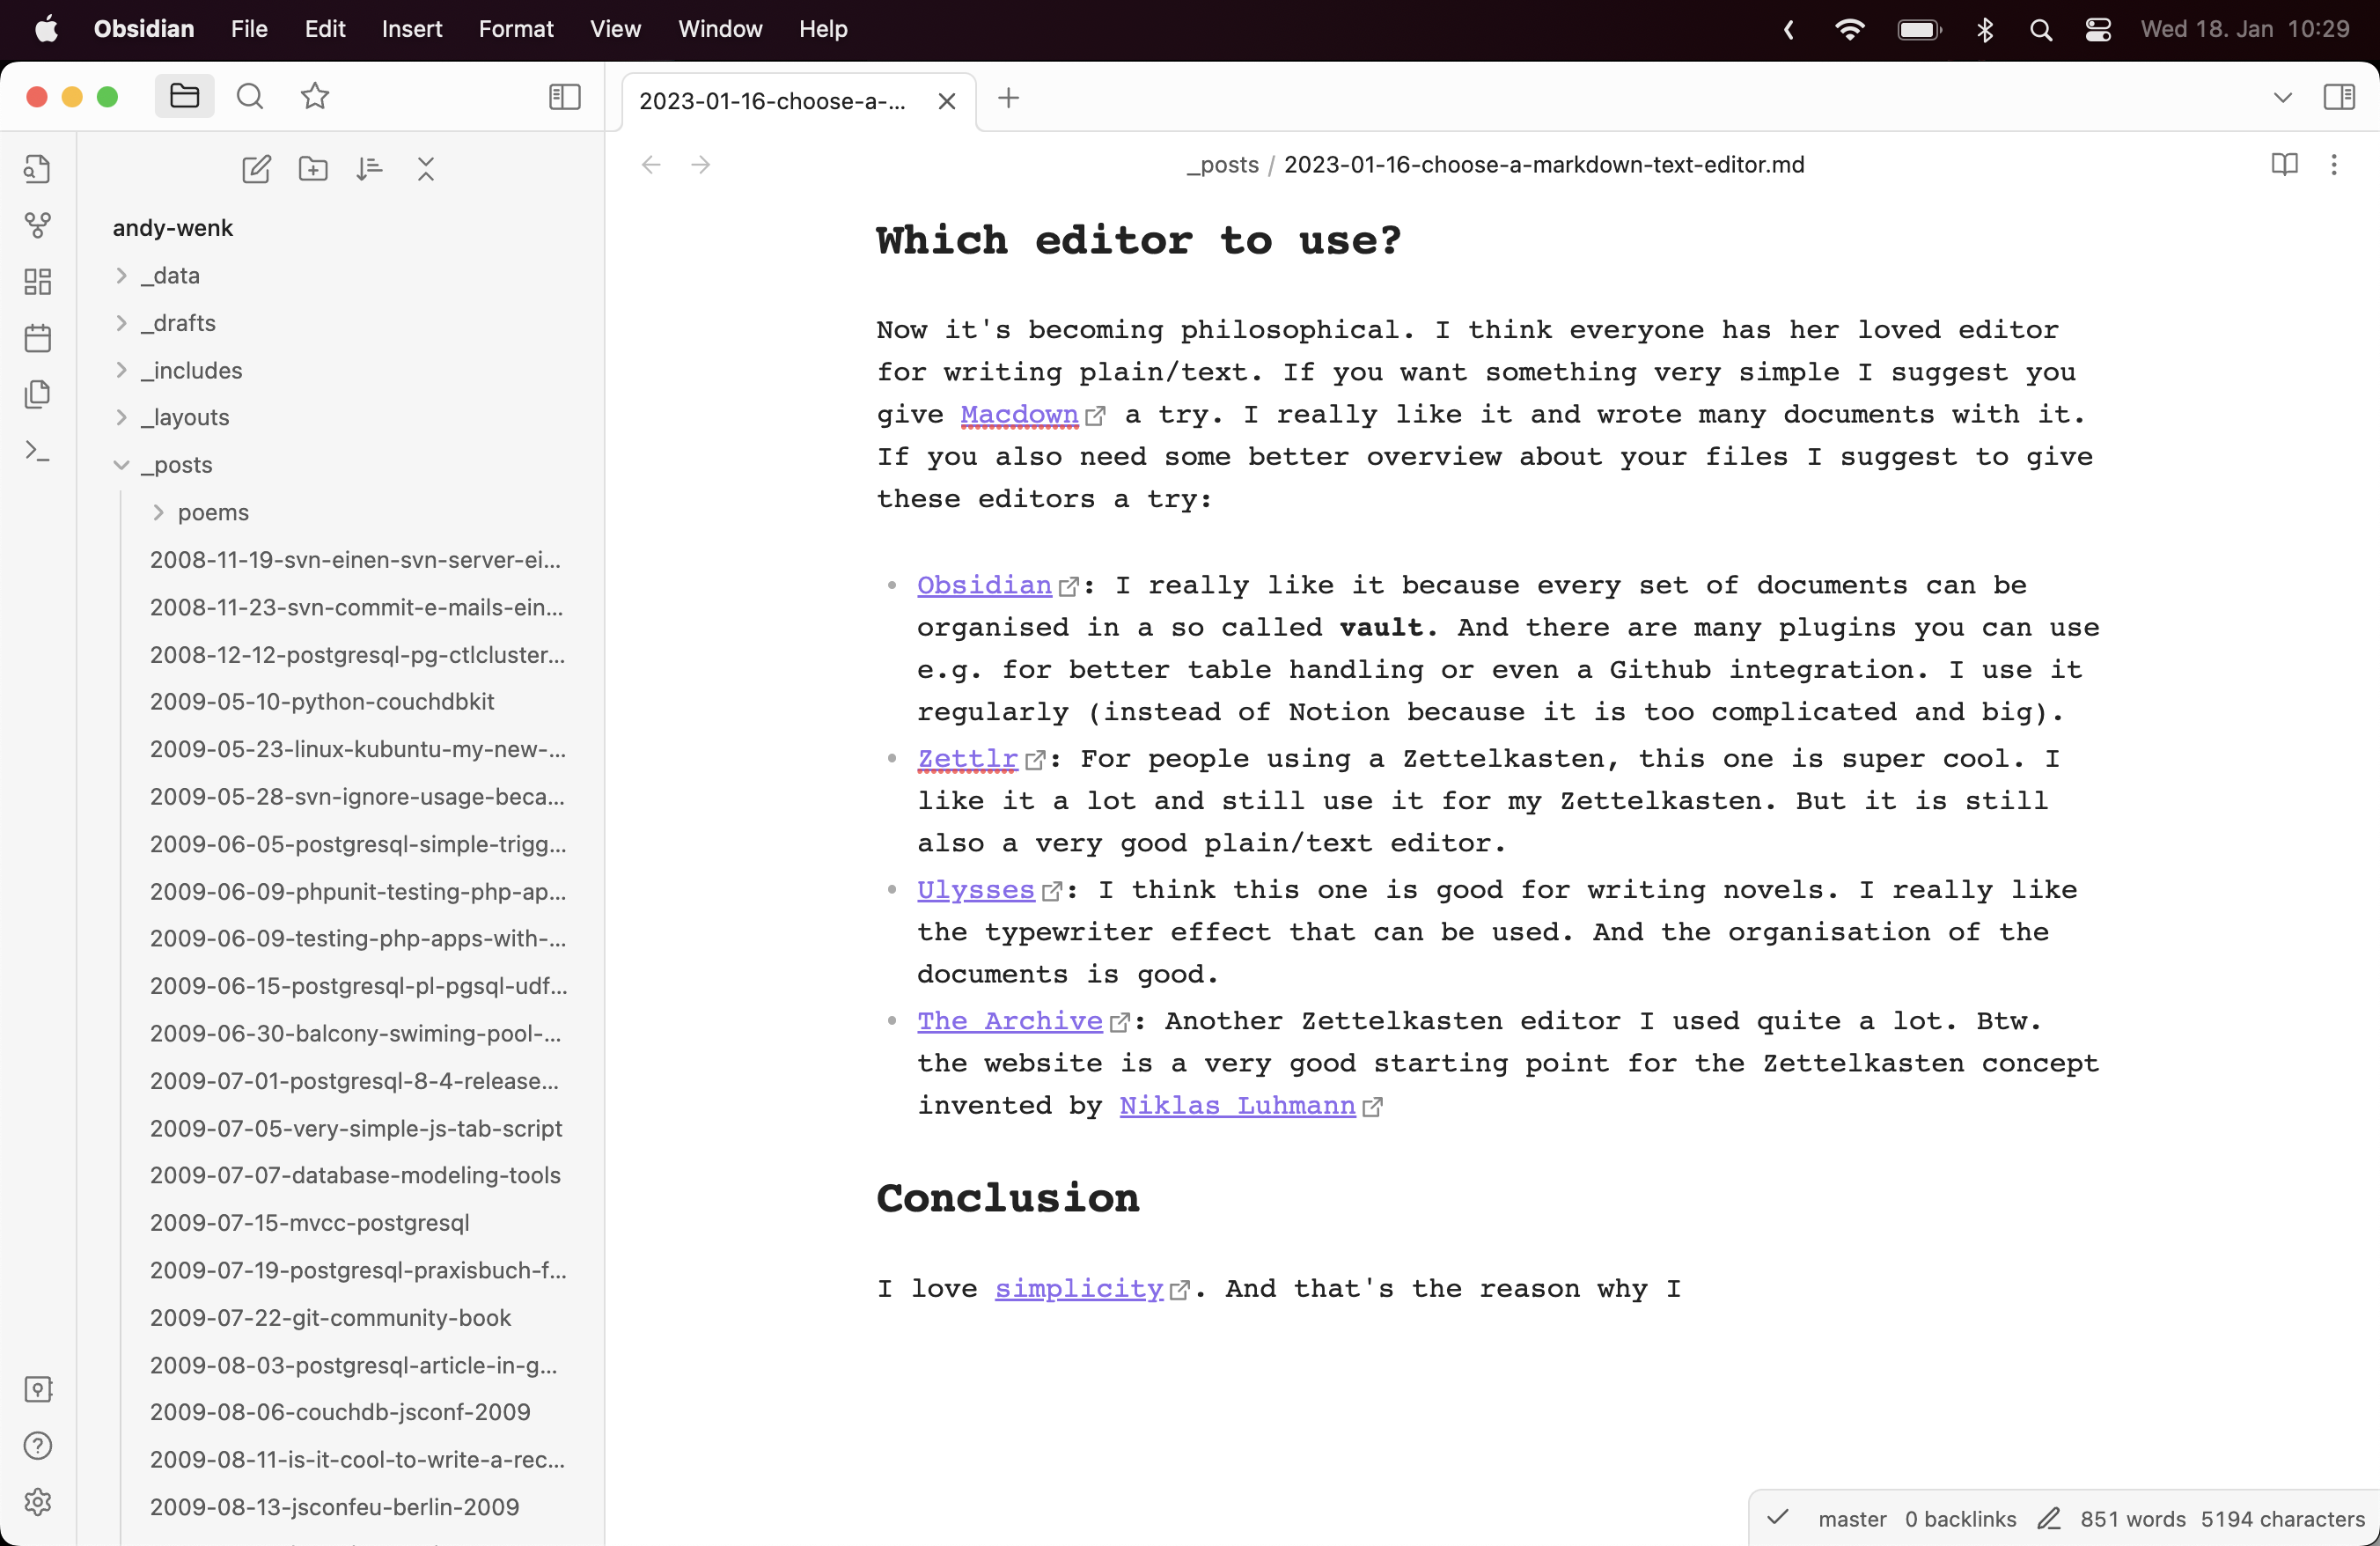 Obsidian File Edit Insert Format View Window Help Wed 18. Jan 10:29
2023-01-16-choose-a-...
_posts / 2023-01-16-choose-a-markdown-text-editor.md
andy-wenk
_data
_drafts
_includes
_layouts
_posts
poems
2008-11-19-svn-einen-svn-server-ei...
2008-11-23-svn-commit-e-mails-ein...
2008-12-12-postgresql-pg-ctlcluster...
2009-05-10-python-couchdbkit
2009-05-23-linux-kubuntu-my-new-...
2009-05-28-svn-ignore-usage-beca...
2009-06-05-postgresql-simple-trigg...
2009-06-09-phpunit-testing-php-ap...
2009-06-09-testing-php-apps-with-...
2009-06-15-postgresql-pl-pgsql-udf...
2009-06-30-balcony-swiming-pool-...
2009-07-01-postgresql-8-4-release...
2009-07-05-very-simple-js-tab-script
2009-07-07-database-modeling-tools
2009-07-15-mvcc-postgresql
2009-07-19-postgresql-praxisbuch-f...
2009-07-22-git-community-book
2009-08-03-postgresql-article-in-g...
2009-08-06-couchdb-jsconf-2009
2009-08-11-is-it-cool-to-write-a-rec...
2009-08-13-jsconfeu-berlin-2009
Which editor to use?
Now it's becoming philosophical. I think everyone has her loved editor
for writing plain/text. If you want something very simple I suggest you
give Macdown a try. I really like it and wrote many documents with it.
If you also need some better overview about your files I suggest to give
these editors a try:
• Obsidian: I really like it because every set of documents can be
organised in a so called vault. And there are many plugins you can use
e.g. for better table handling or even a Github integration. I use it
regularly (instead of Notion because it is too complicated and big).
• Zettlr: For people using a Zettelkasten, this one is super cool. I
like it a lot and still use it for my Zettelkasten. But it is still
also a very good plain/text editor.
• Ulysses: I think this one is good for writing novels. I really like
the typewriter effect that can be used. And the organisation of the
documents is good.
• The Archive: Another Zettelkasten editor I used quite a lot. Btw.
the website is a very good starting point for the Zettelkasten concept
invented by Niklas Luhmann
Conclusion
I love simplicity. And that's the reason why I
master 0 backlinks 851 words 5194 characters